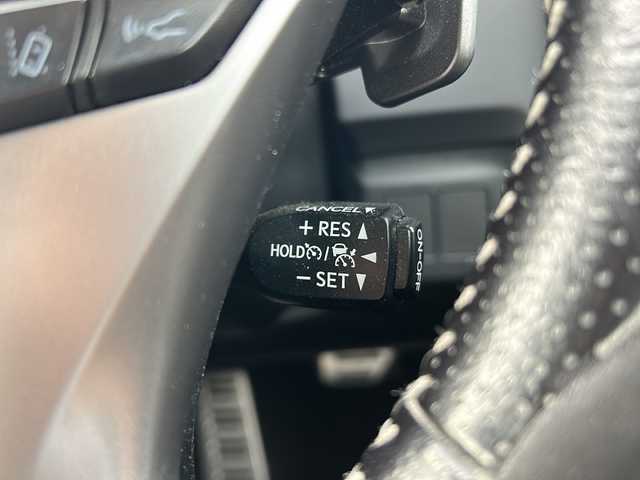 CANCEL
+ RES ▲
HOLD / ◀
− SET ▼
ON-OFF